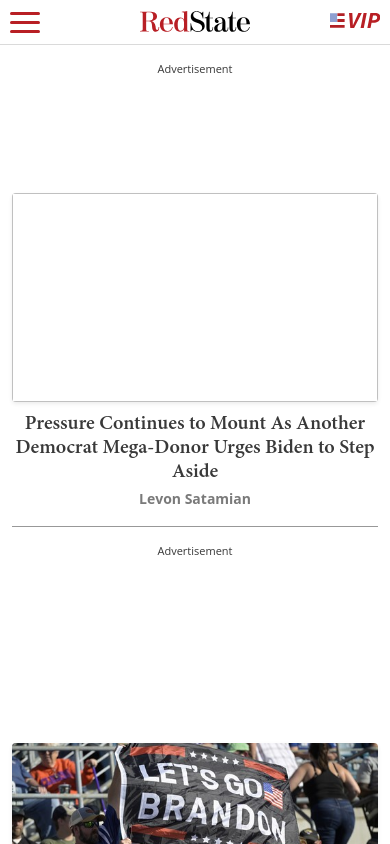 RedState
VIP
Advertisement
Pressure Continues to Mount As Another
Democrat Mega-Donor Urges Biden to Step
Aside
Levon Satamian
Advertisement
LET'S GO
BRANDON